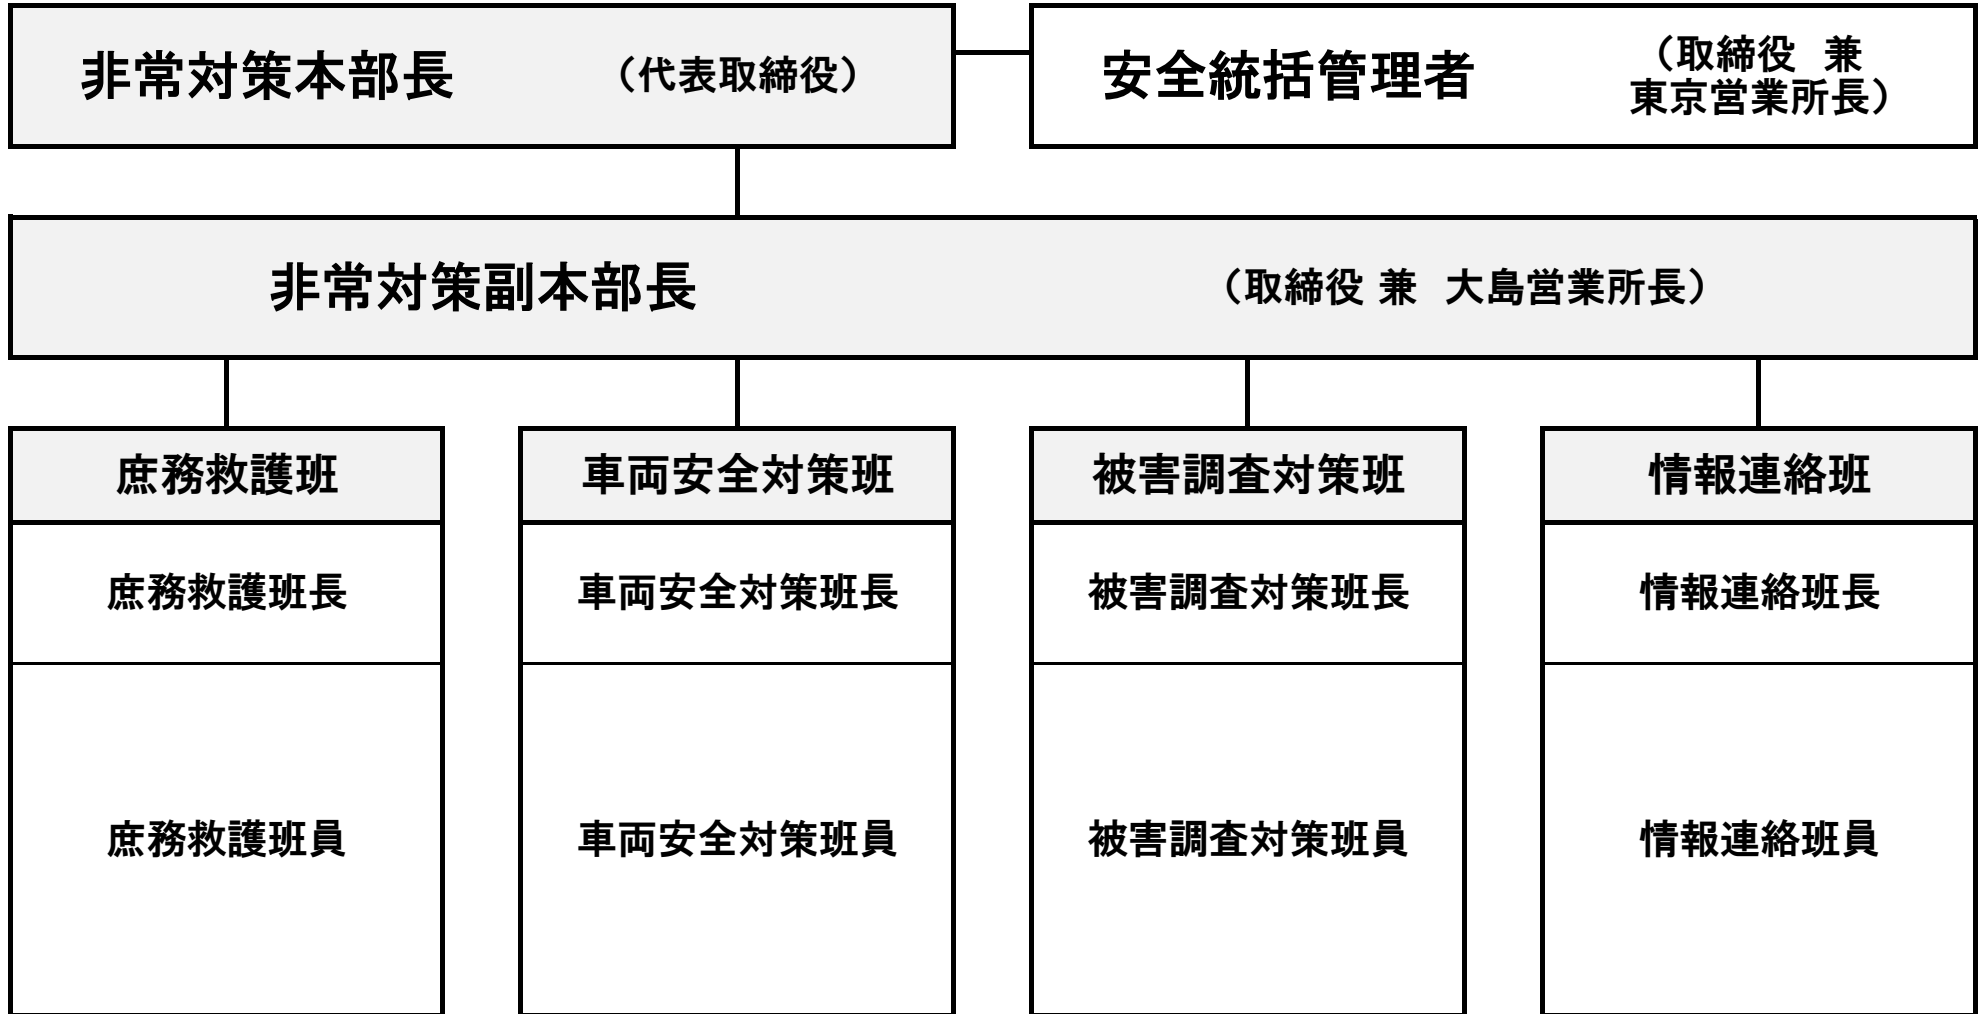 非常対策本部長 （代表取締役）
安全統括管理者 （取締役 兼
東京営業所長）
非常対策副本部長 （取締役 兼 大島営業所長）
庶務救護班
庶務救護班長
庶務救護班員
車両安全対策班
車両安全対策班長
車両安全対策班員
被害調査対策班
被害調査対策班長
被害調査対策班員
情報連絡班
情報連絡班長
情報連絡班員